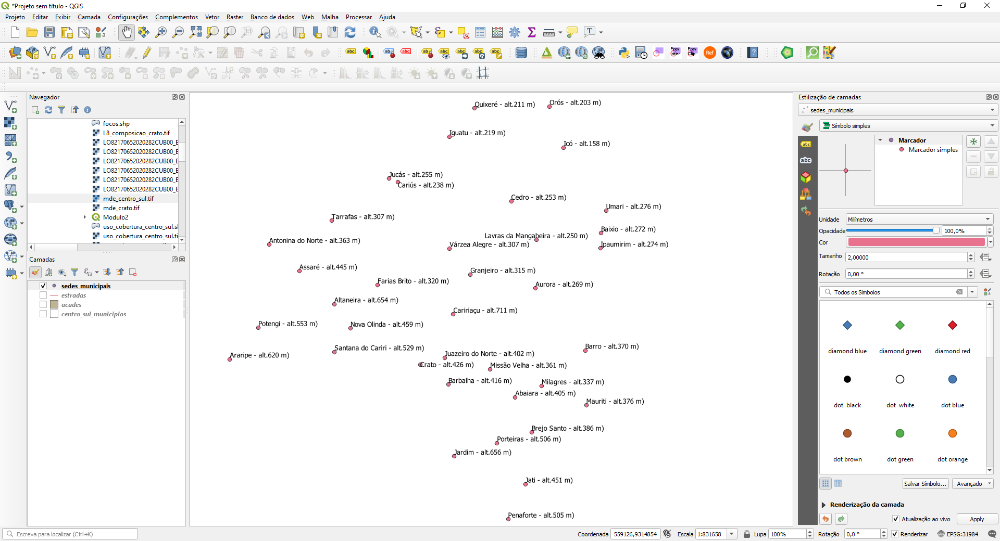 *Projeto sem título - QGIS
Projeto Editar Exibir Camada Configurações Complementos Vetor Raster Banco de dados Web Malha Processar Ajuda
Navegador
focos.shp
L8_composicao_crato.tif
LO82170652020282CUB00_B
LO82170652020282CUB00_B
LO82170652020282CUB00_B
LO82170652020282CUB00_B
LO82170652020282CUB00_B
LO82170652020282CUB00_B
mde_centro_sul.tif
mde_crato.tif
Modulo2
uso_cobertura_centro_sul.sl
uso_cobertura_centro_sul.ti
Camadas
sedes_municipais
estradas
acudes
centro_sul_municipios
Escreva para localizar (Ctrl+K)
Quixeré - alt.211 m)
Orós - alt.203 m)
Iguatu - alt.219 m)
Icó - alt.158 m)
Jucás - alt.255 m)
Cariús - alt.238 m)
Cedro - alt.253 m)
Umari - alt.276 m)
Tarrafas - alt.307 m)
Baixio - alt.272 m)
Lavras da Mangabeira - alt.250 m)
Antonina do Norte - alt.363 m)
Várzea Alegre - alt.307 m)
Ipaumirim - alt.274 m)
Assaré - alt.445 m)
Granjeiro - alt.315 m)
Farias Brito - alt.320 m)
Aurora - alt.269 m)
Altaneira - alt.654 m)
Caririaçu - alt.711 m)
Potengi - alt.553 m)
Nova Olinda - alt.459 m)
Santana do Cariri - alt.529 m)
Barro - alt.370 m)
Araripe - alt.620 m)
Juazeiro do Norte - alt.402 m)
Crato - alt.426 m)
Missão Velha - alt.361 m)
Barbalha - alt.416 m)
Milagres - alt.337 m)
Abaiara - alt.405 m)
Mauriti - alt.376 m)
Brejo Santo - alt.386 m)
Porteiras - alt.506 m)
Jardim - alt.656 m)
Jati - alt.451 m)
Penaforte - alt.505 m)
Estilização de camadas
sedes_municipais
Símbolo simples
Marcador
Marcador simples
Unidade Milímetros
Opacidade 100,0%
Cor
Tamanho 2,00000
Rotação 0,00 °
Todos os Símbolos
diamond blue diamond green diamond red
dot black dot white dot blue
dot brown dot green dot orange
Salvar Símbolo... Avançado
Renderização da camada
Atualização ao vivo Apply
Coordenada 559126,9314854 Escala 1:831658 Lupa 100% Rotação 0,0 ° Renderizar EPSG:31984